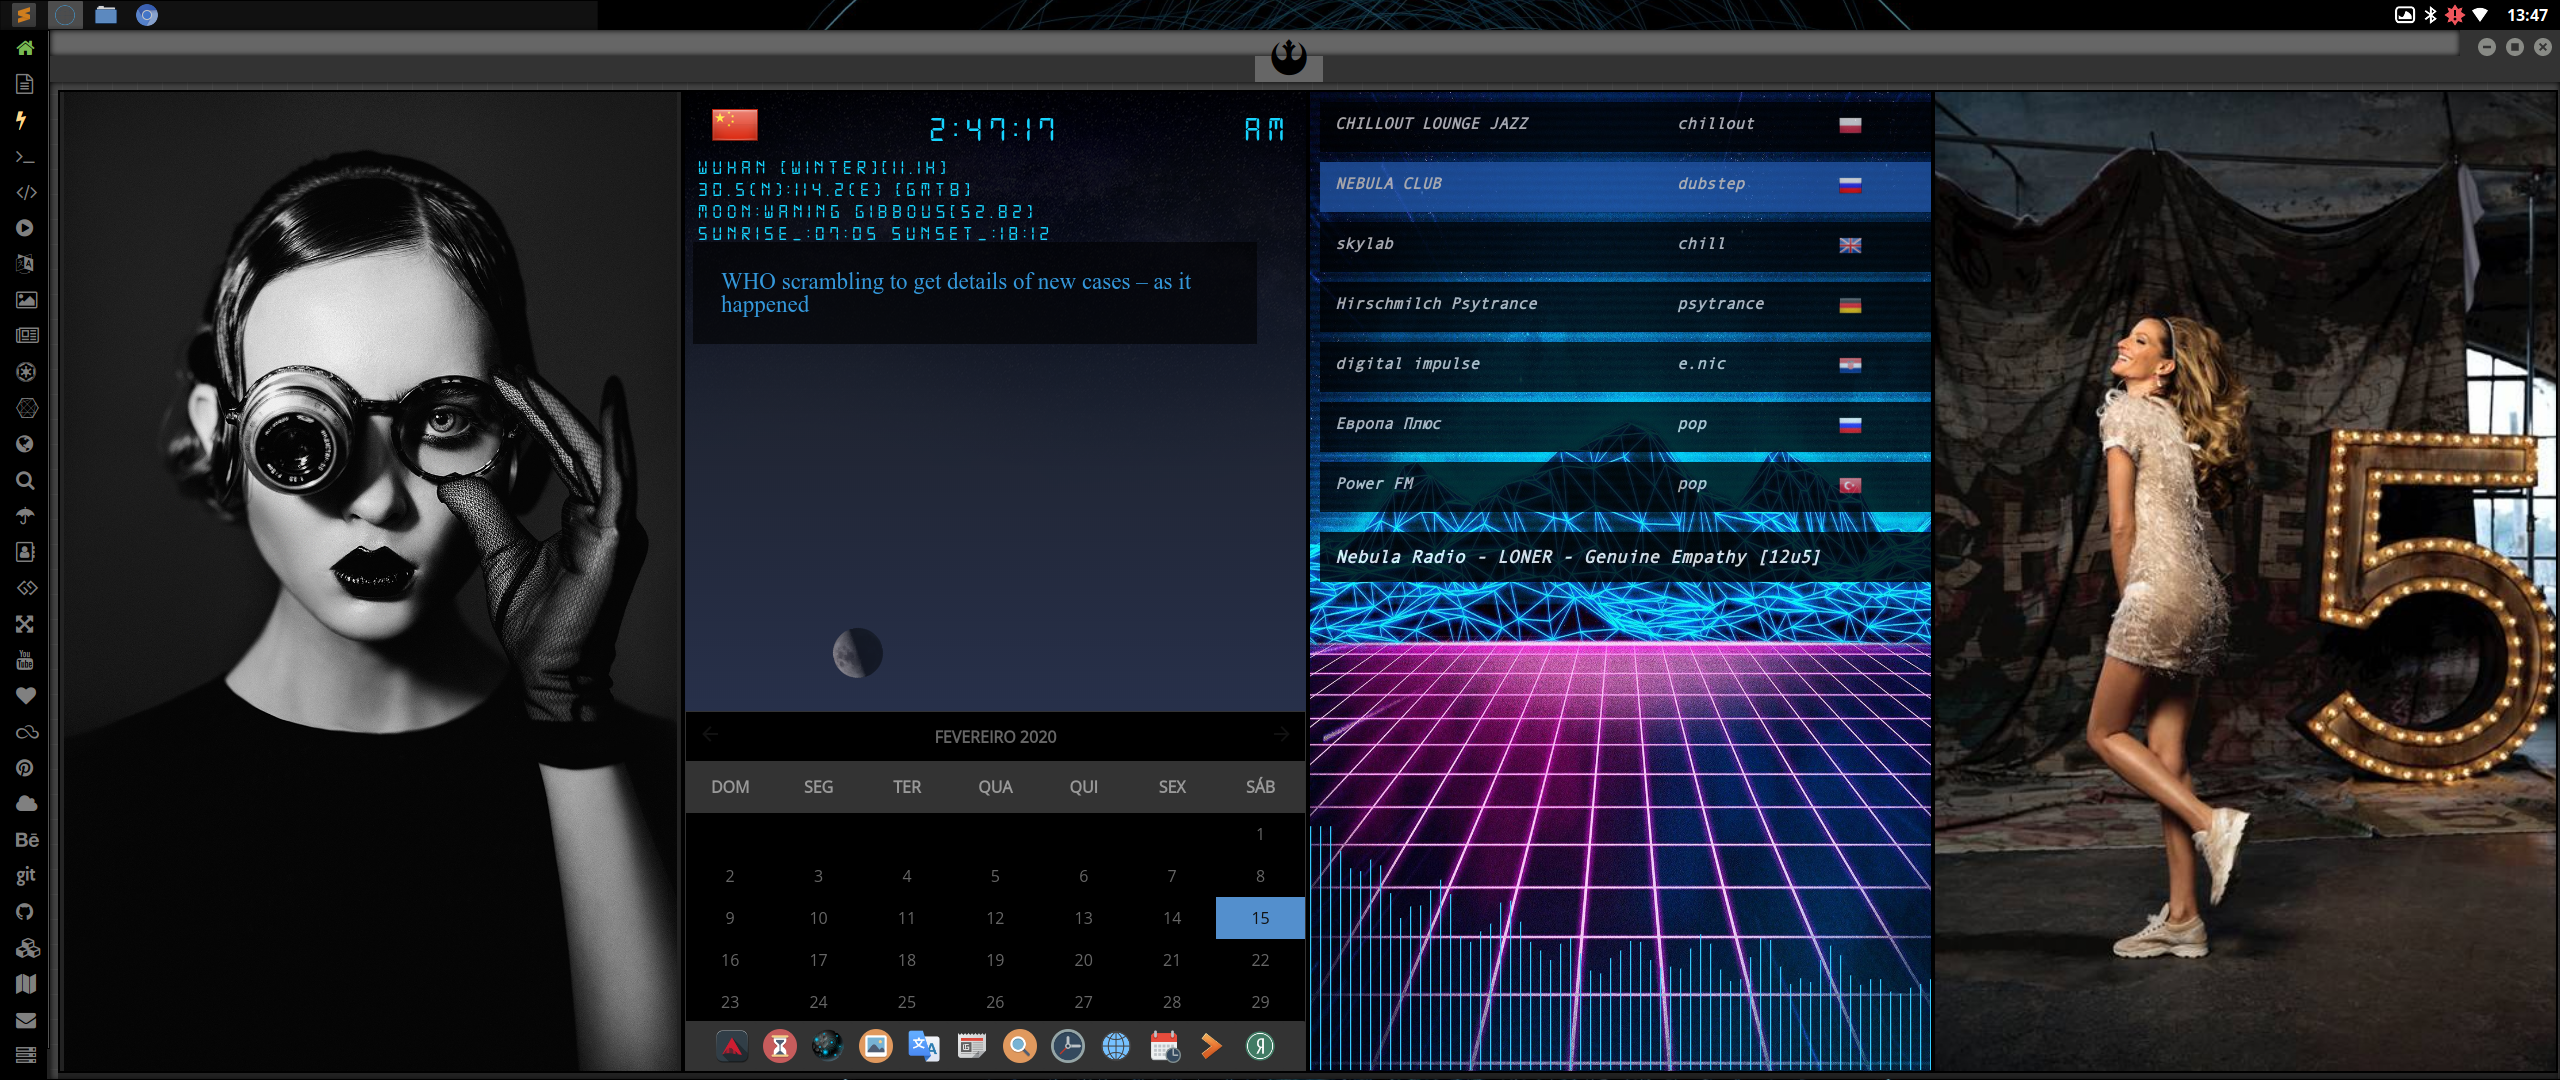 13:47
2:47:17 AM
WUHAN [WINTER][11.1H]
30.5(N):114.2(E) [GMT8]
MOON:WANING GIBBOUS[52.82]
SUNRISE_:07:05 SUNSET_:18:12
WHO scrambling to get details of new cases – as it
happened
FEVEREIRO 2020
DOM SEG TER QUA QUI SEX SÁB
1
2 3 4 5 6 7 8
9 10 11 12 13 14 15
16 17 18 19 20 21 22
23 24 25 26 27 28 29
CHILLOUT LOUNGE JAZZ chillout
NEBULA CLUB dubstep
skylab chill
Hirschmilch Psytrance psytrance
digital impulse e.nic
Европа Плюс pop
Power FM pop
Nebula Radio - LONER - Genuine Empathy [12u5]
5
You
Tube
Bē
git
Я